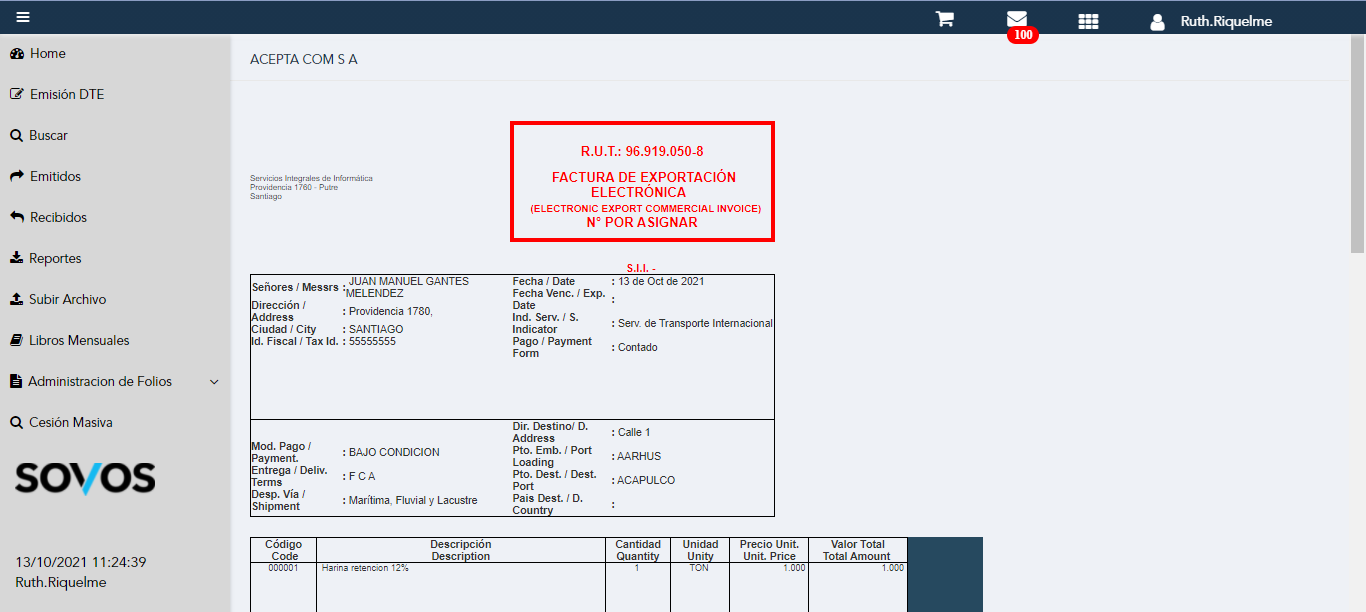 Ruth.Riquelme
100
Home
Emisión DTE
Buscar
Emitidos
Recibidos
Reportes
Subir Archivo
Libros Mensuales
Administracion de Folios
Cesión Masiva
SOVOS
13/10/2021 11:24:39
Ruth.Riquelme
ACEPTA COM S A
Servicios Integrales de Informática
Providencia 1760 - Putre
Santiago
R.U.T.: 96.919.050-8
FACTURA DE EXPORTACIÓN
ELECTRÓNICA
(ELECTRONIC EXPORT COMMERCIAL INVOICE)
N° POR ASIGNAR
S.I.I. -
Señores / Messrs : JUAN MANUEL GANTES
MELENDEZ
Dirección /
Address : Providencia 1780,
Ciudad / City : SANTIAGO
Id. Fiscal / Tax Id. : 55555555
Fecha / Date : 13 de Oct de 2021
Fecha Venc. / Exp.
Date :
Ind. Serv. / S.
Indicator : Serv. de Transporte Internacional
Pago / Payment
Form : Contado
Mod. Pago /
Payment. : BAJO CONDICION
Entrega / Deliv.
Terms : F C A
Desp. Vía /
Shipment : Marítima, Fluvial y Lacustre
Dir. Destino/ D.
Address : Calle 1
Pto. Emb. / Port
Loading : AARHUS
Pto. Dest. / Dest.
Port : ACAPULCO
Pais Dest. / D.
Country :
Código Descripción Cantidad Unidad Precio Unit. Valor Total
Code Description Quantity Unity Unit. Price Total Amount
000001 Harina retencion 12% 1 TON 1.000 1.000